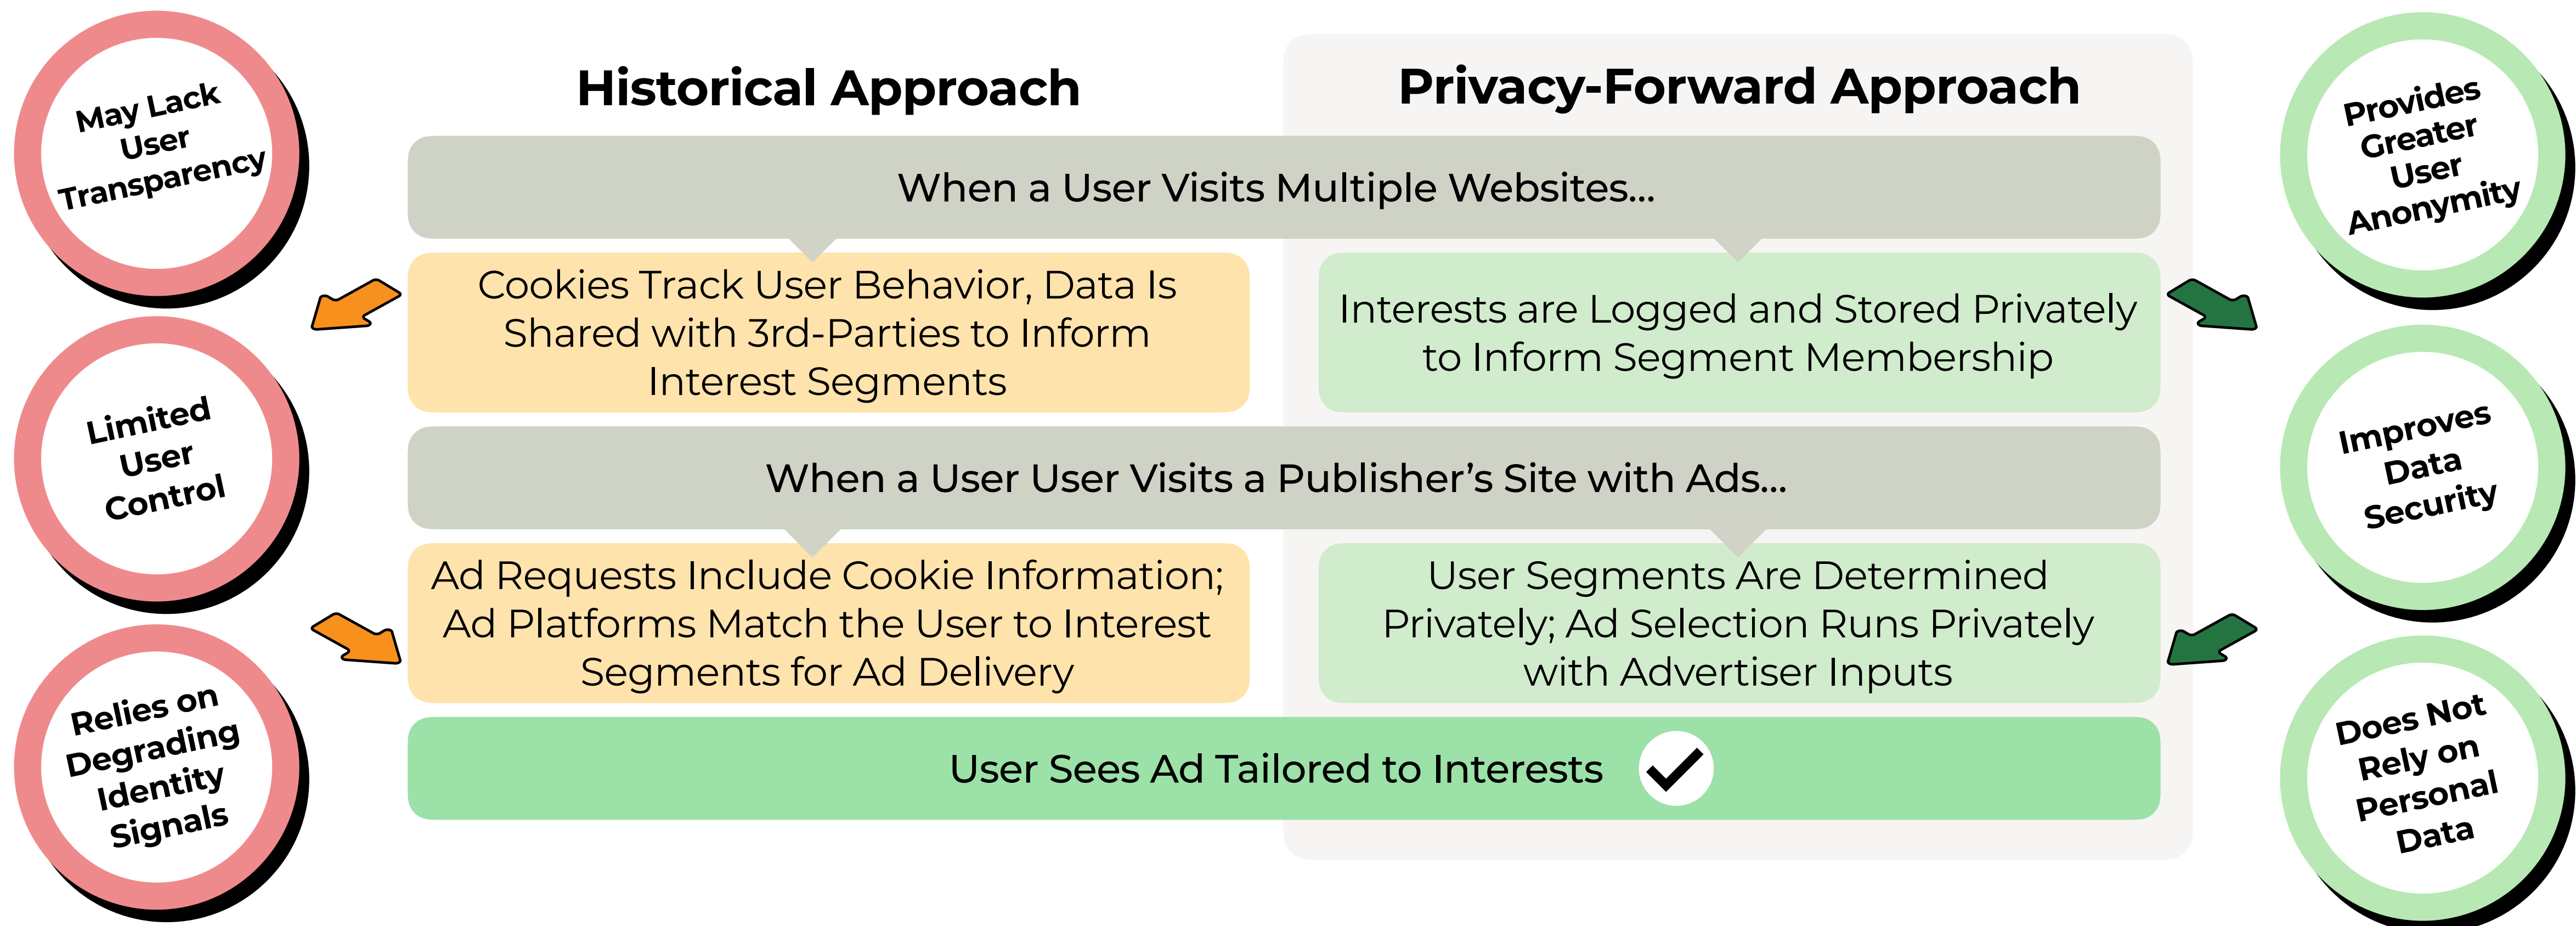 May Lack
User
Transparency
Limited
User
Control
Relies on
Degrading
Identity
Signals
Historical Approach
Privacy-Forward Approach
When a User Visits Multiple Websites...
Cookies Track User Behavior, Data Is
Shared with 3rd-Parties to Inform
Interest Segments
Interests are Logged and Stored Privately
to Inform Segment Membership
When a User User Visits a Publisher’s Site with Ads...
Ad Requests Include Cookie Information;
Ad Platforms Match the User to Interest
Segments for Ad Delivery
User Segments Are Determined
Privately; Ad Selection Runs Privately
with Advertiser Inputs
User Sees Ad Tailored to Interests
Provides
Greater
User
Anonymity
Improves
Data
Security
Does Not
Rely on
Personal
Data